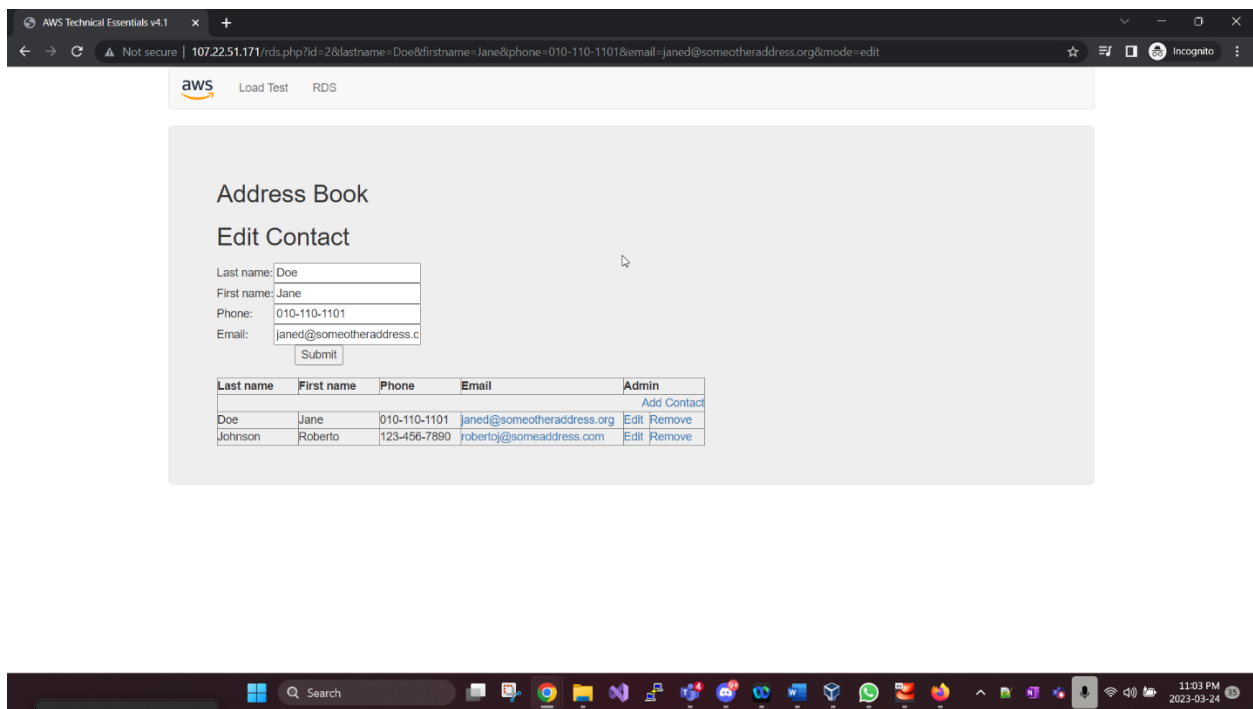 AWS Technical Essentials v4.1
Not secure | 107.22.51.171/rds.php?id=2&lastname=Doe&firstname=Jane&phone=010-110-1101&email=janed@someotheraddress.org&mode=edit
Incognito
aws Load Test RDS
Address Book
Edit Contact
Last name: Doe
First name: Jane
Phone: 010-110-1101
Email: janed@someotheraddress.c
Submit
Last name First name Phone Email Admin
Add Contact
Doe Jane 010-110-1101 janed@someotheraddress.org Edit Remove
Johnson Roberto 123-456-7890 robertoj@someaddress.com Edit Remove
Search
11:03 PM
2023-03-24
35